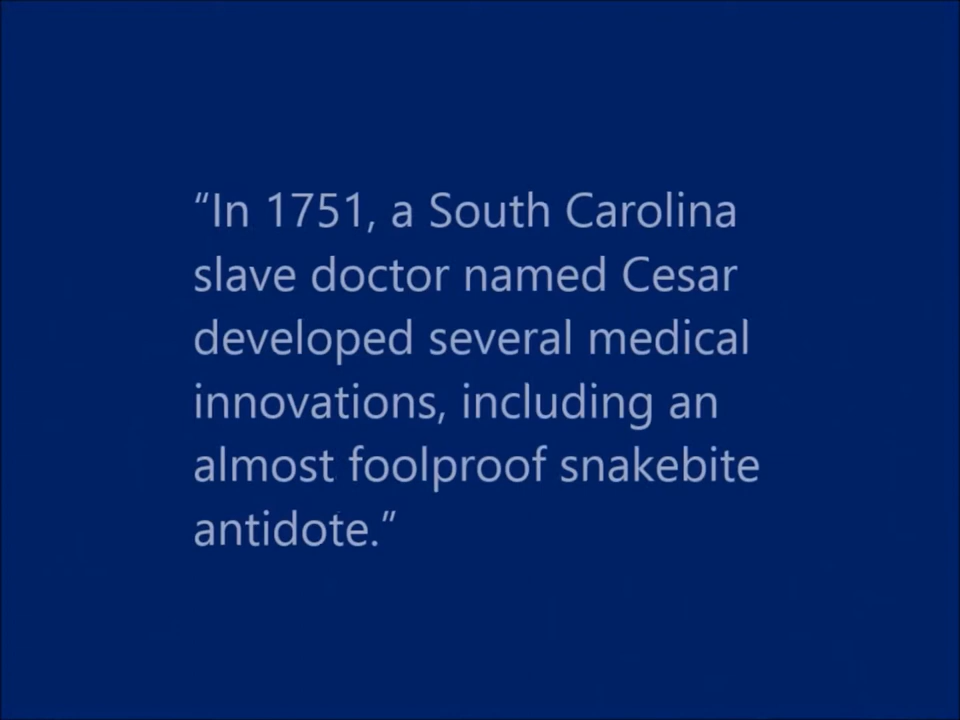 “In 1751, a South Carolina
slave doctor named Cesar
developed several medical
innovations, including an
almost foolproof snakebite
antidote.”